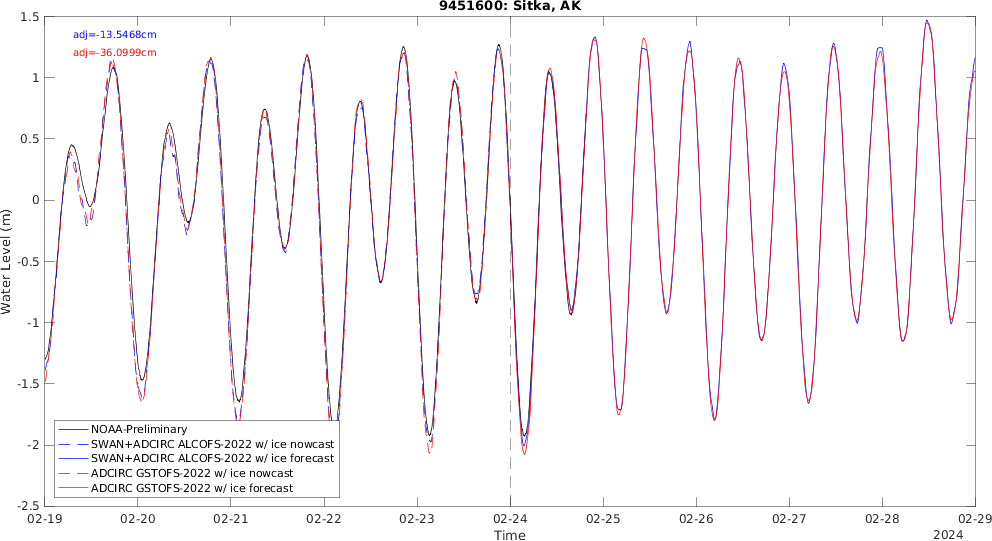 9451600: Sitka, AK
adj=-13.5468cm
adj=-36.0999cm
1.5
1
0.5
0
-0.5
-1
-1.5
-2
-2.5
Water Level (m)
NOAA-Preliminary
SWAN+ADCIRC ALCOFS-2022 w/ ice nowcast
SWAN+ADCIRC ALCOFS-2022 w/ ice forecast
ADCIRC GSTOFS-2022 w/ ice nowcast
ADCIRC GSTOFS-2022 w/ ice forecast
02-19 02-20 02-21 02-22 02-23 02-24 02-25 02-26 02-27 02-28 02-29
Time
2024